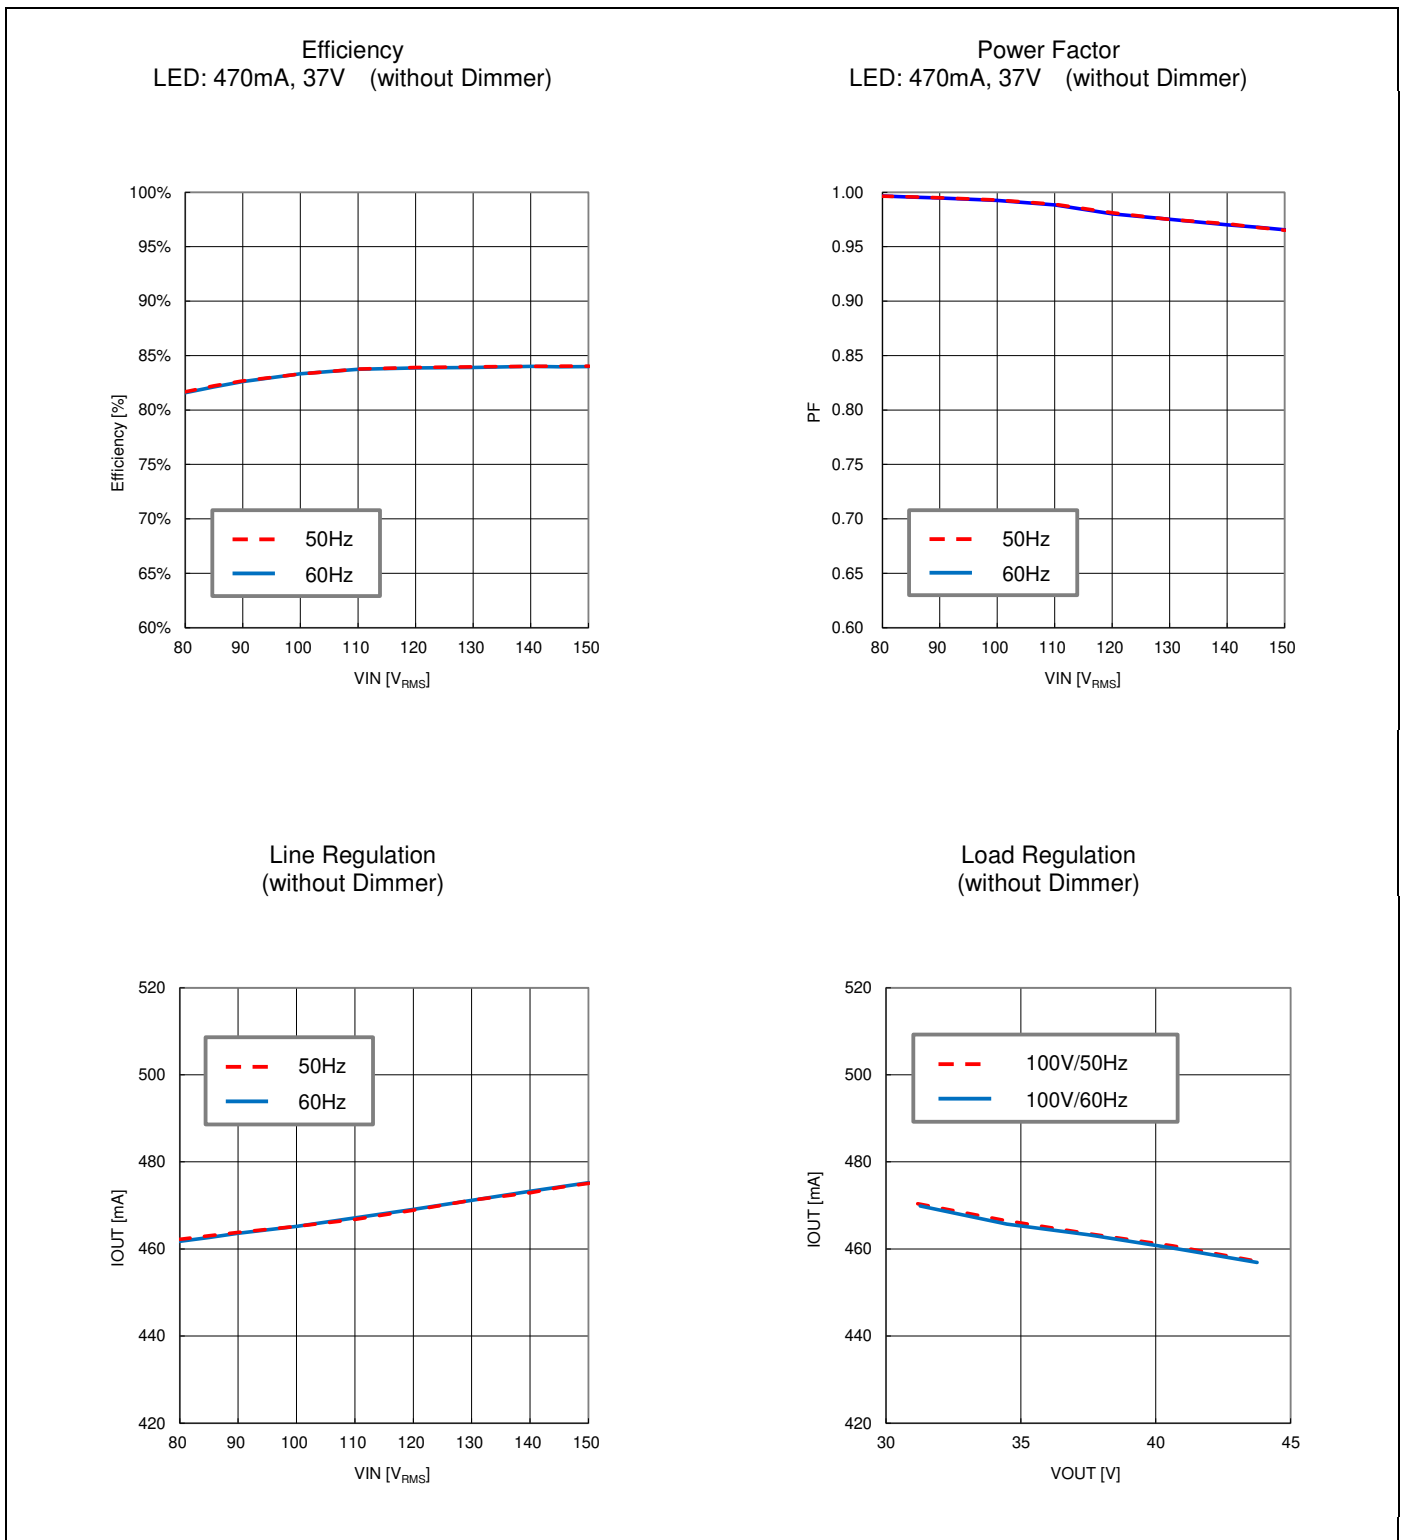 Efficiency
LED: 470mA, 37V (without Dimmer)
100%
95%
90%
85%
80%
75%
70%
65%
60%
Efficiency [%]
50Hz
60Hz
80 90 100 110 120 130 140 150
VIN [VRMS]
Power Factor
LED: 470mA, 37V (without Dimmer)
1.00
0.95
0.90
0.85
0.80
0.75
0.70
0.65
0.60
PF
50Hz
60Hz
80 90 100 110 120 130 140 150
VIN [VRMS]
Line Regulation
(without Dimmer)
520
500
480
460
440
420
IOUT [mA]
50Hz
60Hz
80 90 100 110 120 130 140 150
VIN [VRMS]
Load Regulation
(without Dimmer)
520
500
480
460
440
420
IOUT [mA]
100V/50Hz
100V/60Hz
30 35 40 45
VOUT [V]